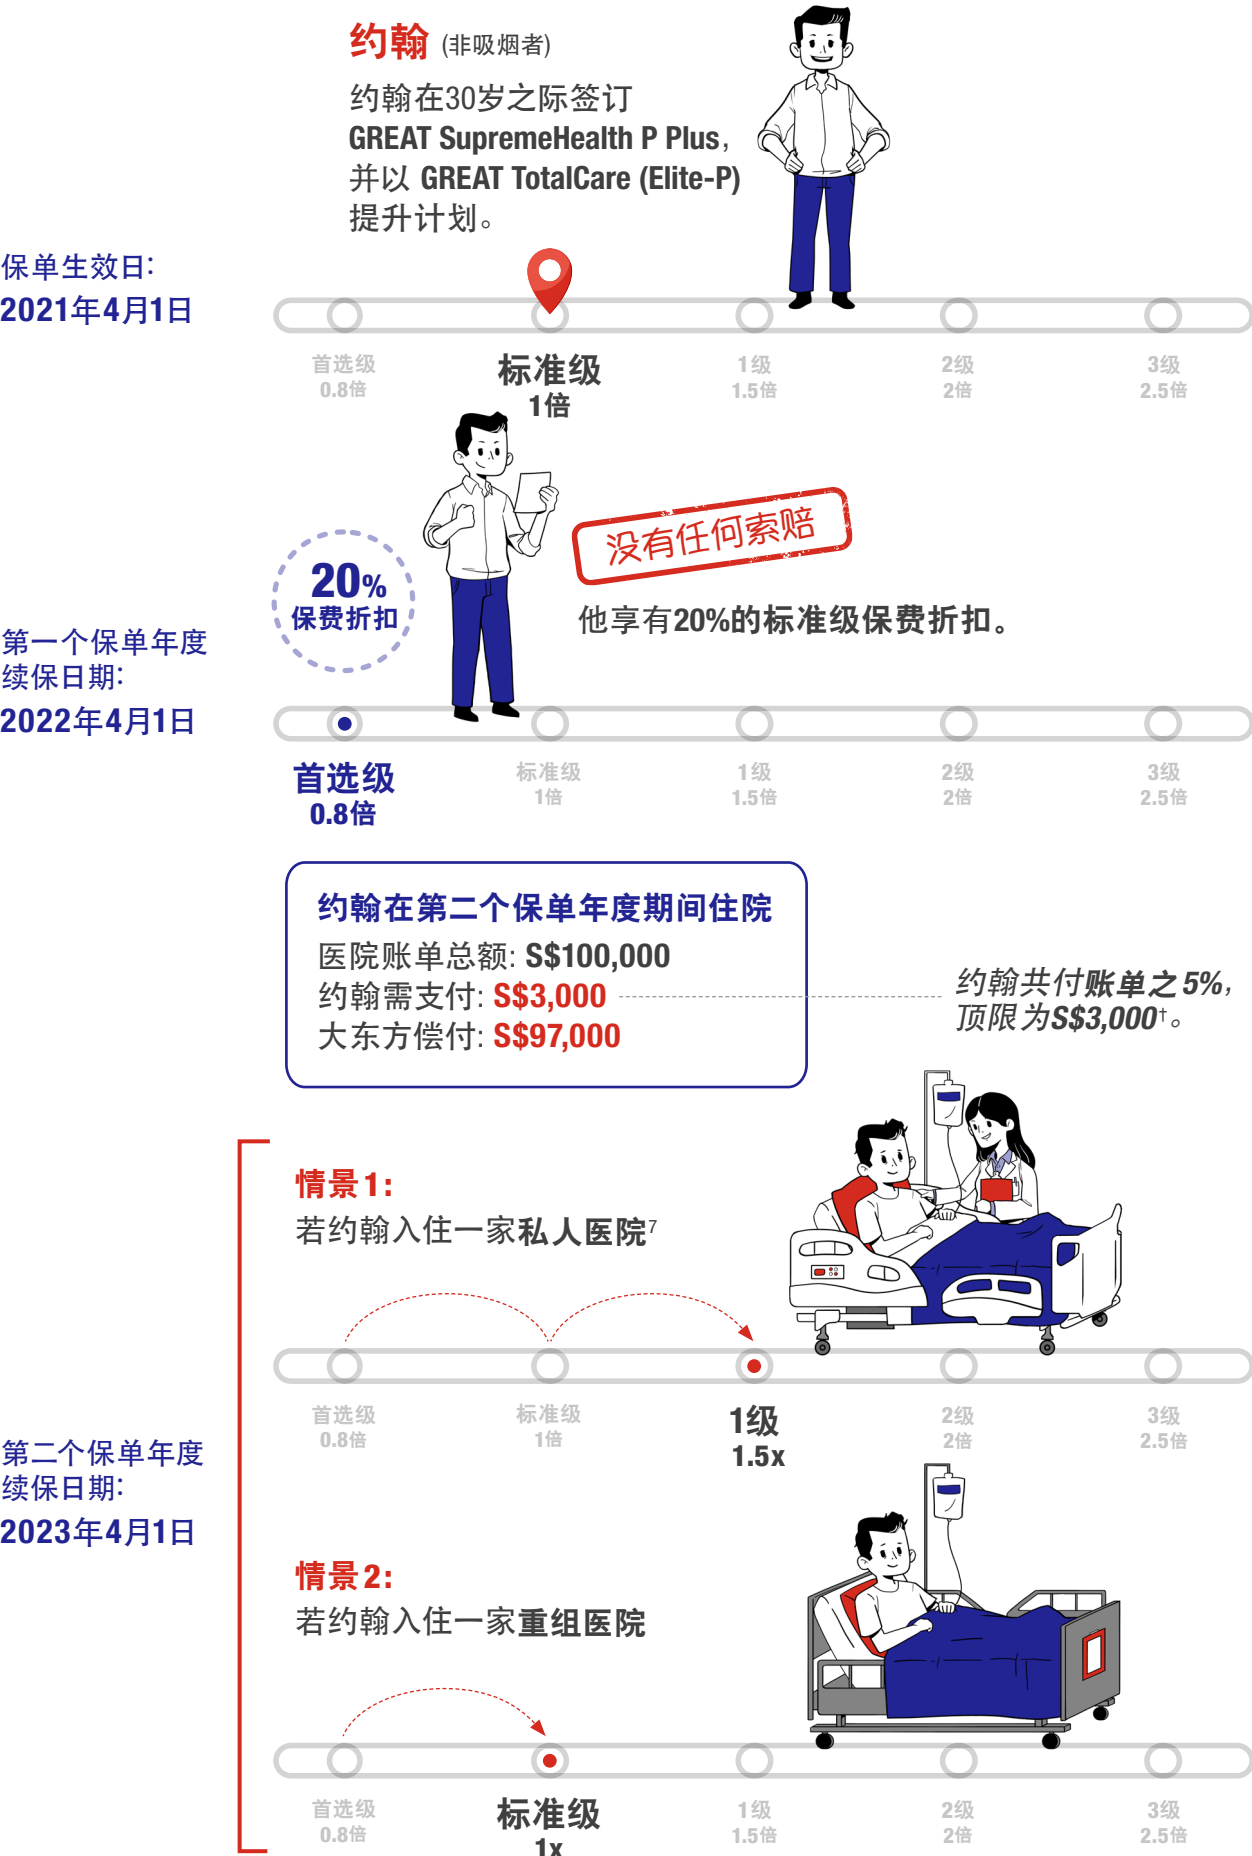 约翰 (非吸烟者)
约翰在30岁之际签订
GREAT SupremeHealth P Plus,
并以 GREAT TotalCare (Elite-P)
提升计划。
保单生效日:
2021年4月1日
首选级
0.8倍
标准级
1倍
1级
1.5倍
2级
2倍
3级
2.5倍
20%
保费折扣
没有任何索赔
他享有20%的标准级保费折扣。
第一个保单年度
续保日期:
2022年4月1日
首选级
0.8倍
标准级
1倍
1级
1.5倍
2级
2倍
3级
2.5倍
约翰在第二个保单年度期间住院
医院账单总额: S$100,000
约翰需支付: S$3,000
大东方偿付: S$97,000
约翰共付账单之5%,
顶限为S$3,000†。
情景1:
若约翰入住一家私人医院7
首选级
0.8倍
标准级
1倍
1级
1.5x
2级
2倍
3级
2.5倍
第二个保单年度
续保日期:
2023年4月1日
情景2:
若约翰入住一家重组医院
首选级
0.8倍
标准级
1x
1级
1.5倍
2级
2倍
3级
2.5倍